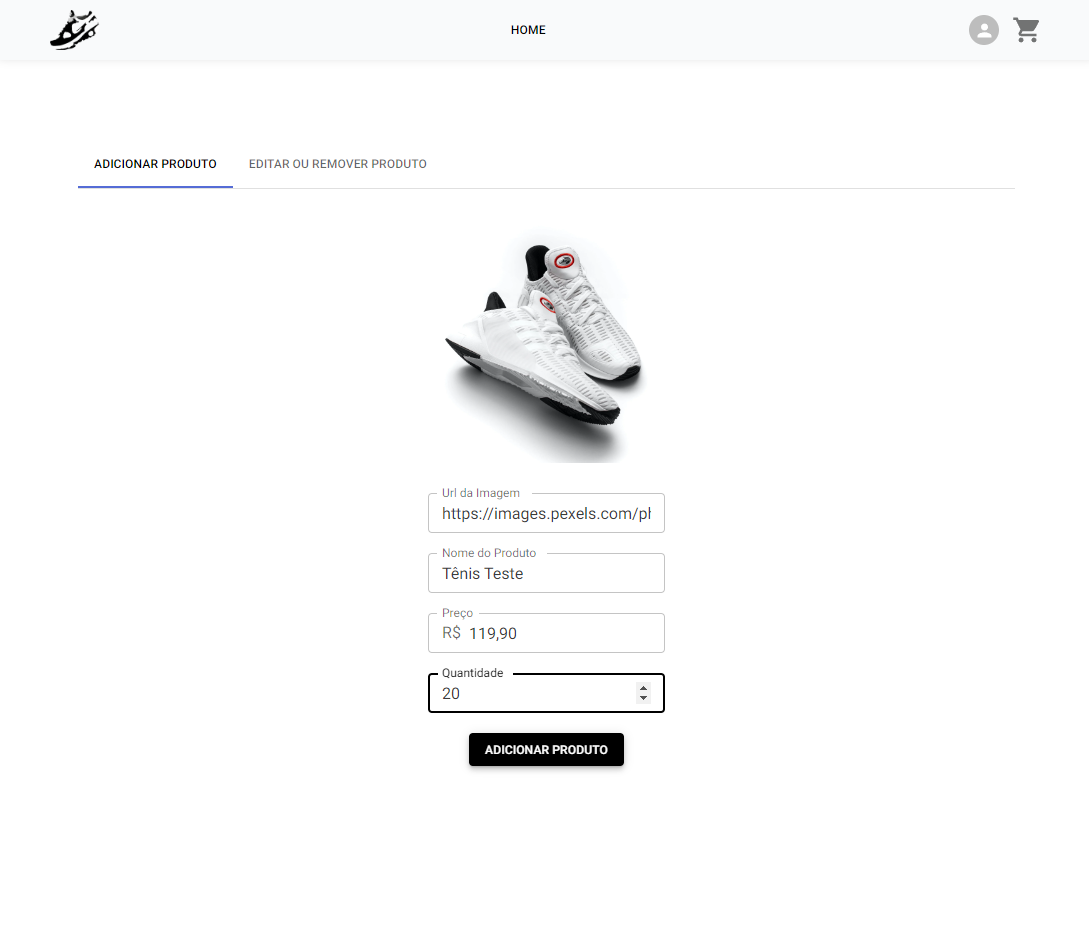 HOME
ADICIONAR PRODUTO
EDITAR OU REMOVER PRODUTO
Url da Imagem
https://images.pexels.com/ph
Nome do Produto
Tênis Teste
Preço
R$ 119,90
Quantidade
20
ADICIONAR PRODUTO